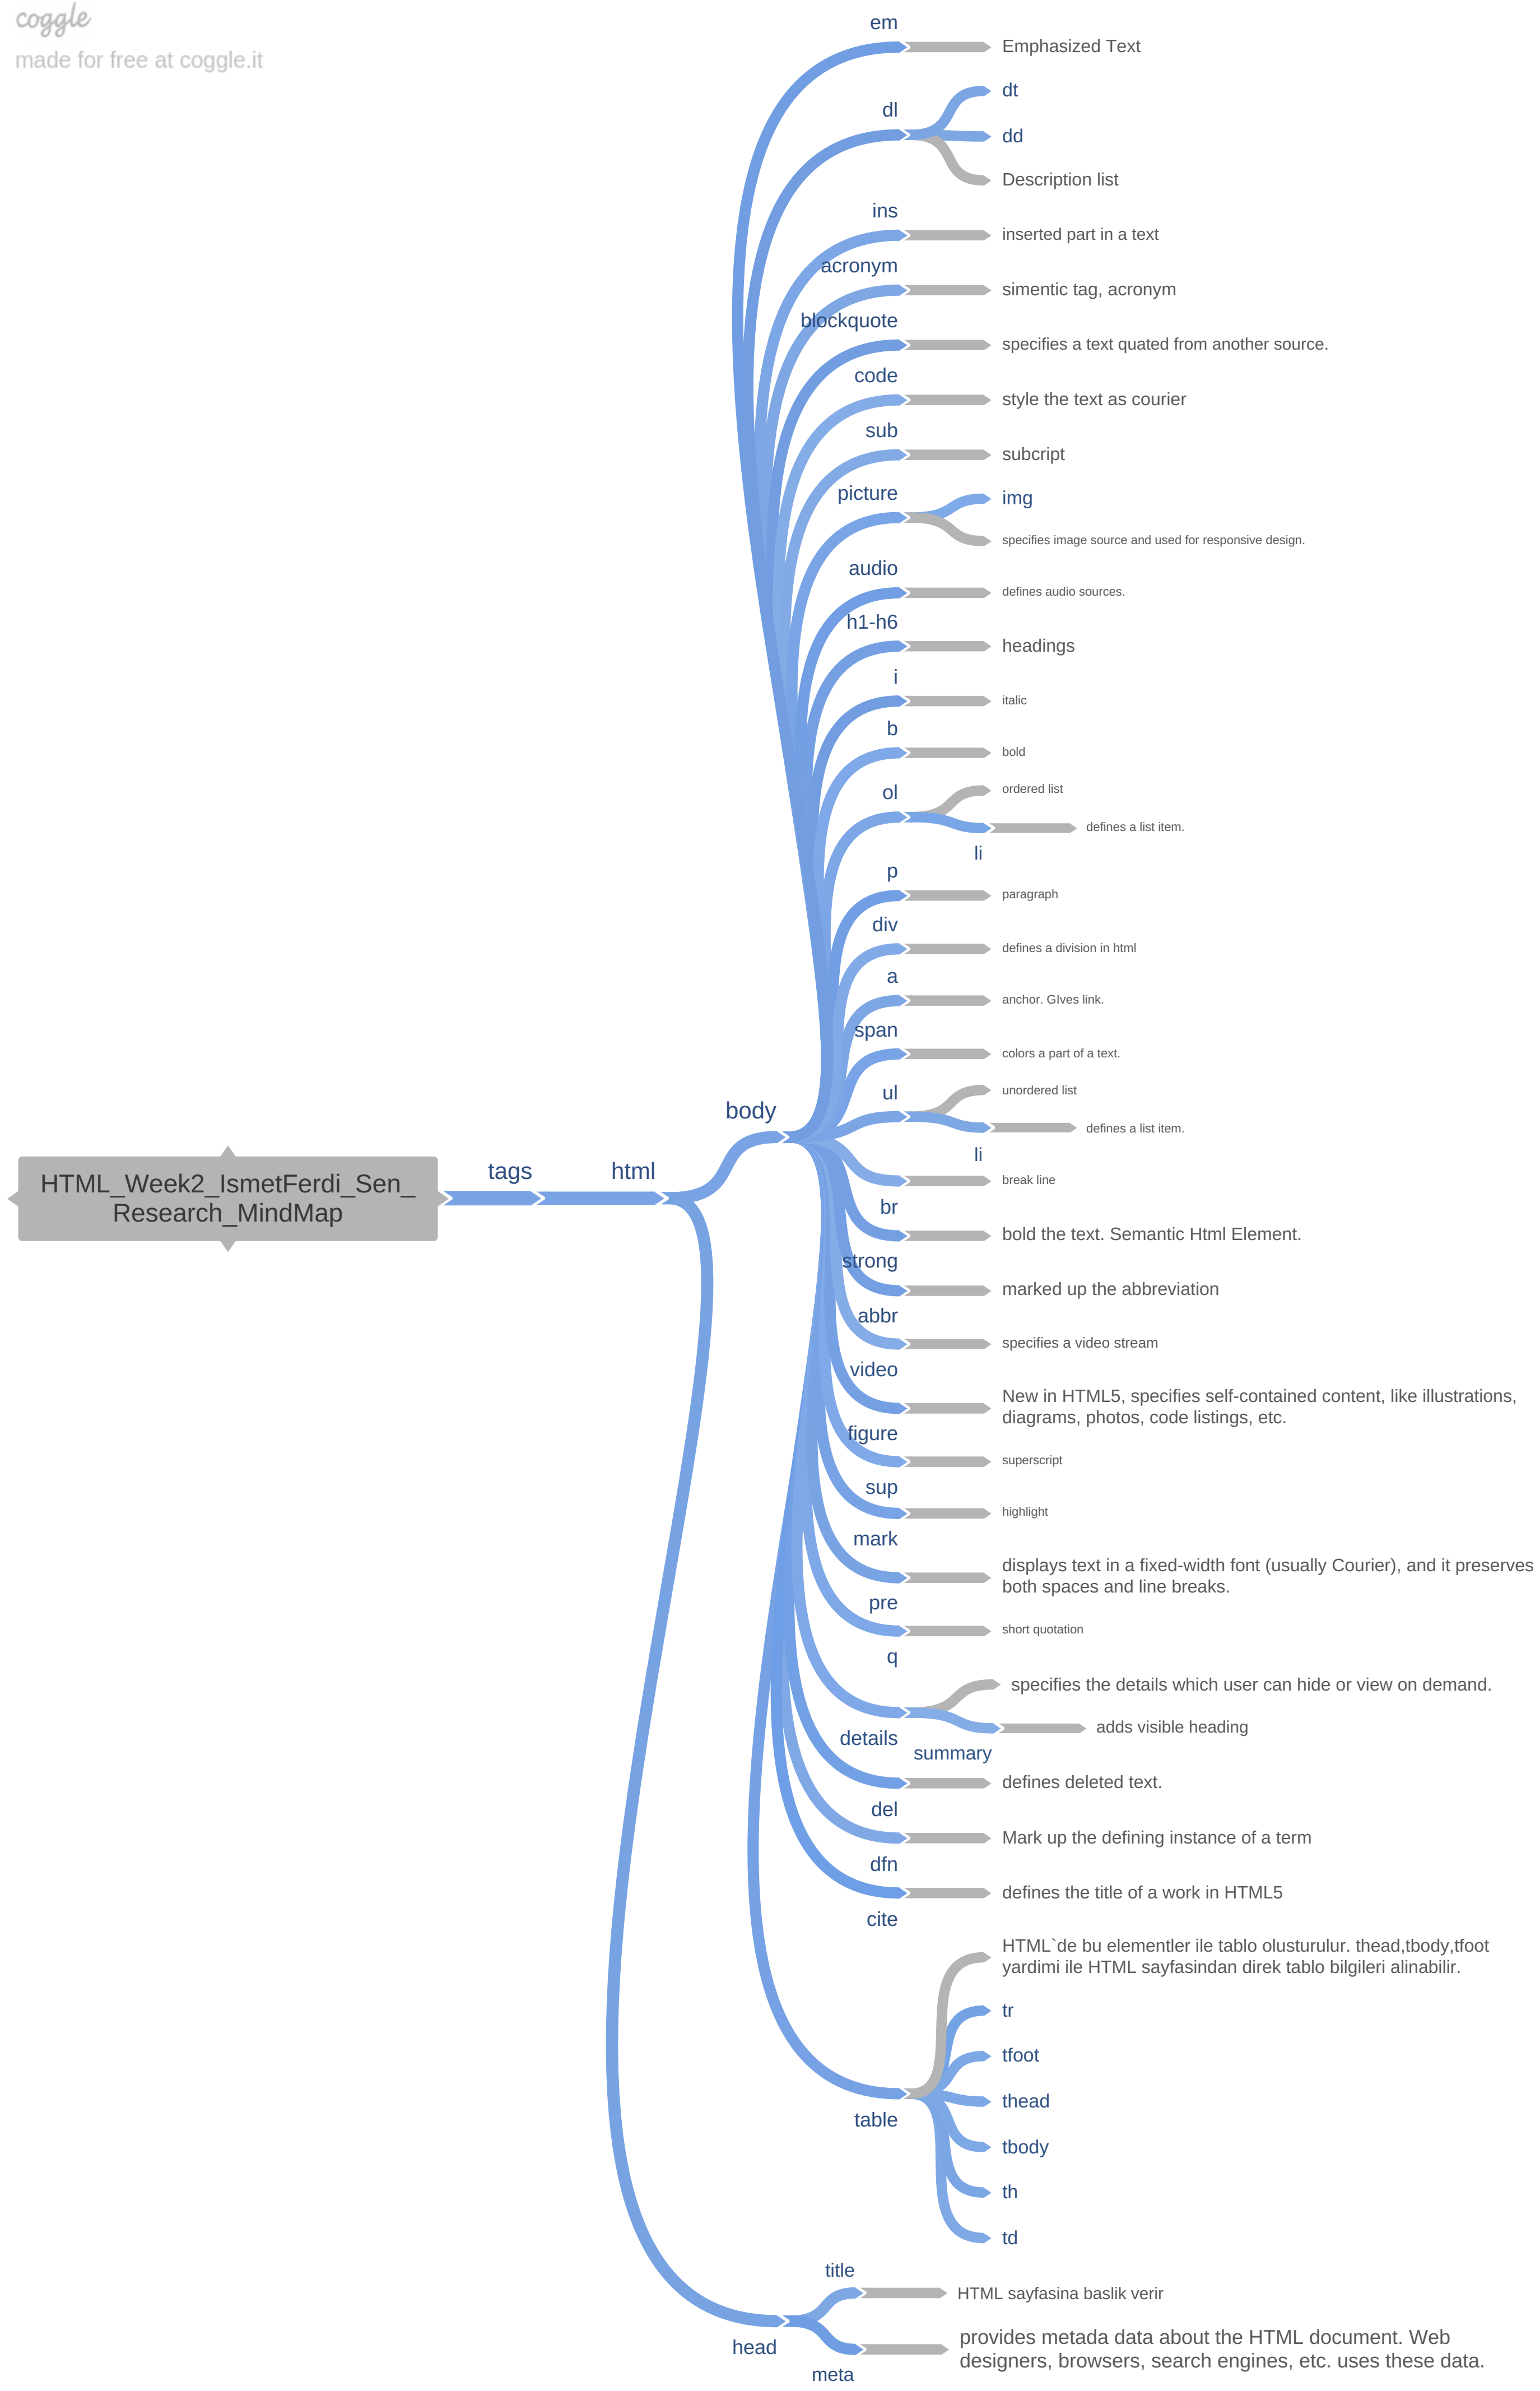 coggle
made for free at coggle.it
em
Emphasized Text
dl
dt
dd
Description list
ins
inserted part in a text
acronym
simentic tag, acronym
blockquote
specifies a text quated from another source.
code
style the text as courier
sub
subcript
picture
img
specifies image source and used for responsive design.
audio
defines audio sources.
h1-h6
headings
i
italic
b
bold
ol
ordered list
li
defines a list item.
p
paragraph
div
defines a division in html
a
anchor. GIves link.
span
colors a part of a text.
ul
unordered list
li
defines a list item.
body
tags
html
HTML_Week2_IsmetFerdi_Sen_
Research_MindMap
break line
br
bold the text. Semantic Html Element.
strong
marked up the abbreviation
abbr
specifies a video stream
video
New in HTML5, specifies self-contained content, like illustrations,
diagrams, photos, code listings, etc.
figure
superscript
sup
highlight
mark
displays text in a fixed-width font (usually Courier), and it preserves
both spaces and line breaks.
pre
short quotation
q
specifies the details which user can hide or view on demand.
details
summary
adds visible heading
defines deleted text.
del
Mark up the defining instance of a term
dfn
defines the title of a work in HTML5
cite
HTML`de bu elementler ile tablo olusturulur. thead,tbody,tfoot
yardimi ile HTML sayfasindan direk tablo bilgileri alinabilir.
tr
tfoot
thead
table
tbody
th
td
title
HTML sayfasina baslik verir
head
meta
provides metada data about the HTML document. Web
designers, browsers, search engines, etc. uses these data.